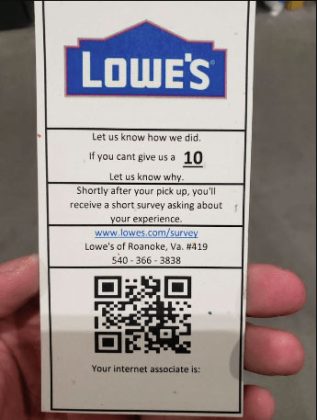 LOWE'S
Let us know how we did.
If you cant give us a 10
Let us know why.
Shortly after your pick up, you'll
receive a short survey asking about
your experience.
www.lowes.com/survey
Lowe's of Roanoke, Va. #419
540 - 366 - 3838
Your internet associate is: